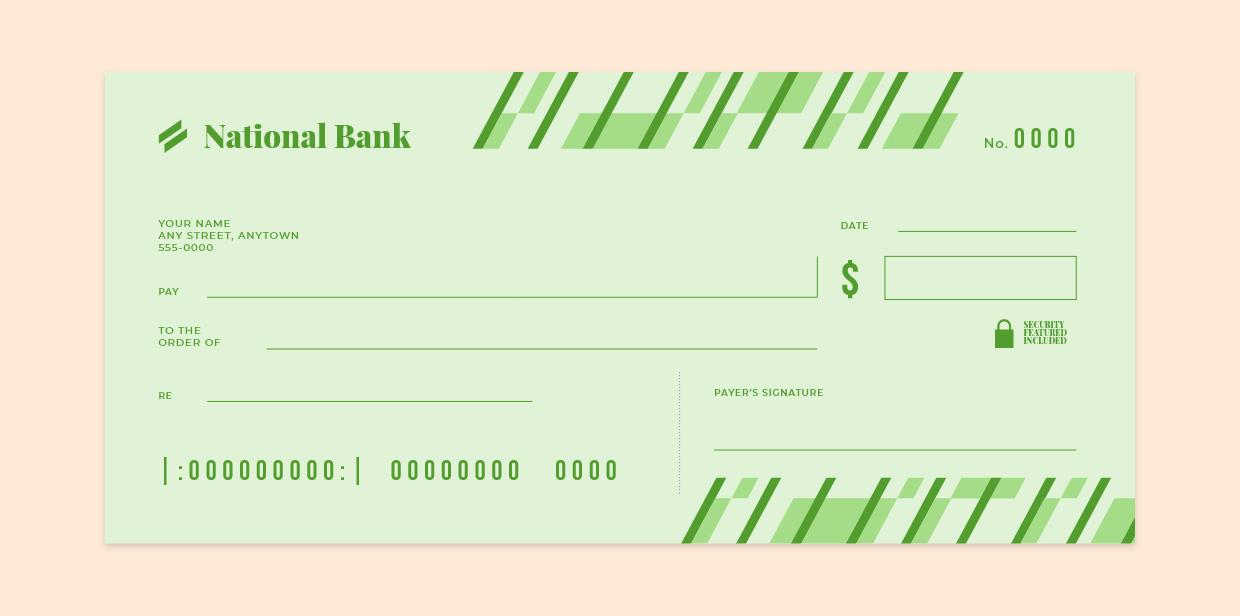 National Bank
No. 0000
YOUR NAME
ANY STREET, ANYTOWN
555-0000
DATE
PAY
$
TO THE
ORDER OF
SECURITY
FEATURED
INCLUDED
RE
PAYER'S SIGNATURE
|:000000000:| 00000000 0000